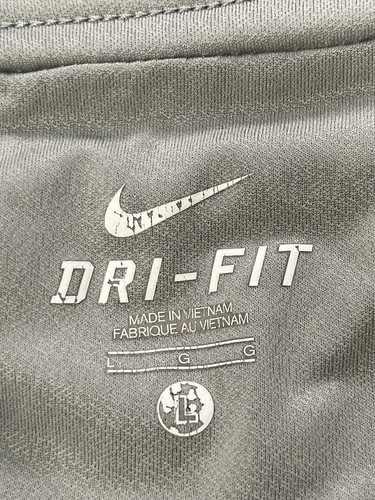 DRI-FIT
MADE IN VIETNAM
FABRIQUE AU VIETNAM
L G G
L